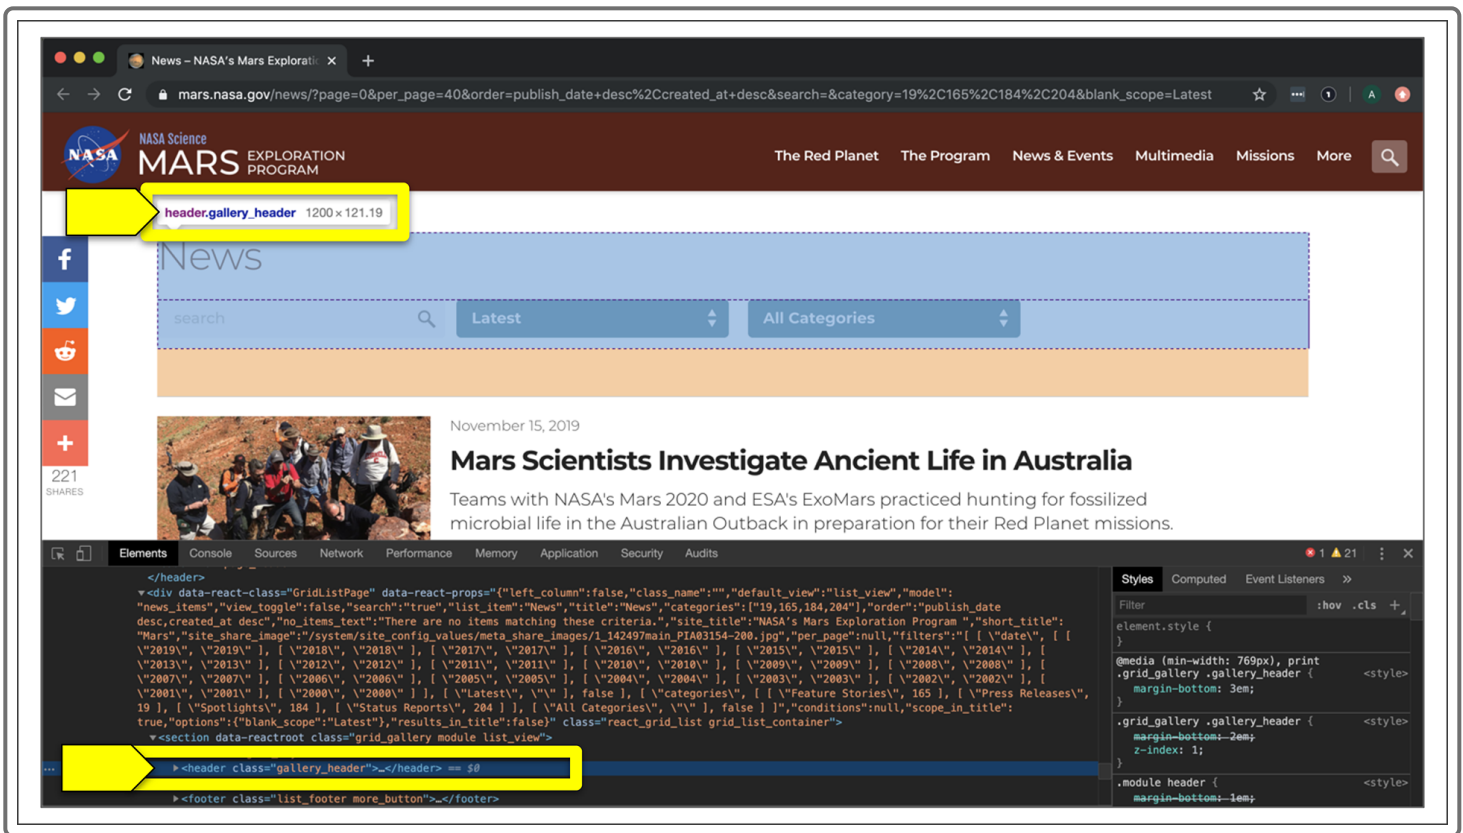 News – NASA's Mars Exploratio
mars.nasa.gov/news/?page=0&per_page=40&order=publish_date+desc%2Ccreated_at+desc&search=&category=19%2C165%2C184%2C204&blank_scope=Latest
A
NASA
NASA Science
MARS EXPLORATION PROGRAM
The Red Planet The Program News & Events Multimedia Missions More
header.gallery_header 1200 × 121.19
News
search Latest All Categories
221
SHARES
November 15, 2019
Mars Scientists Investigate Ancient Life in Australia
Teams with NASA's Mars 2020 and ESA's ExoMars practiced hunting for fossilized
microbial life in the Australian Outback in preparation for their Red Planet missions.
Elements Console Sources Network Performance Memory Application Security Audits 1 21
</header>
▼<div data-react-class="GridListPage" data-react-props="{"left_column":false,"class_name":"","default_view":"list_view","model":
"news_items","view_toggle":false,"search":"true","list_item":"News","title":"News","categories":["19,165,184,204"],"order":"publish_date
desc,created_at desc","no_items_text":"There are no items matching these criteria.","site_title":"NASA's Mars Exploration Program ","short_title":
"Mars","site_share_image":"/system/site_config_values/meta_share_images/1_142497main_PIA03154-200.jpg","per_page":null,"filters":"[ [ \"date\", [ [
\"2019\", \"2019\" ], [ \"2018\", \"2018\" ], [ \"2017\", \"2017\" ], [ \"2016\", \"2016\" ], [ \"2015\", \"2015\" ], [ \"2014\", \"2014\" ], [
\"2013\", \"2013\" ], [ \"2012\", \"2012\" ], [ \"2011\", \"2011\" ], [ \"2010\", \"2010\" ], [ \"2009\", \"2009\" ], [ \"2008\", \"2008\" ], [
\"2007\", \"2007\" ], [ \"2006\", \"2006\" ], [ \"2005\", \"2005\" ], [ \"2004\", \"2004\" ], [ \"2003\", \"2003\" ], [ \"2002\", \"2002\" ], [
\"2001\", \"2001\" ], [ \"2000\", \"2000\" ] ], [ \"Latest\", \"\" ], false ], [ \"categories\", [ [ \"Feature Stories\", 165 ], [ \"Press Releases\",
19 ], [ \"Spotlights\", 184 ], [ \"Status Reports\", 204 ] ], [ \"All Categories\", \"\" ], false ] ]","conditions":null,"scope_in_title":
true,"options":{"blank_scope":"Latest"},"results_in_title":false}" class="react_grid_list grid_list_container">
▼<section data-reactroot class="grid_gallery module list_view">
▶<header class="gallery_header">…</header> == $0
▶<footer class="list_footer more_button">…</footer>
Styles Computed Event Listeners »
Filter :hov .cls +
element.style {
}
@media (min-width: 769px), print
.grid_gallery .gallery_header { <style>
margin-bottom: 3em;
}
.grid_gallery .gallery_header { <style>
margin-bottom: 2em;
z-index: 1;
}
.module header { <style>
margin-bottom: 1em;